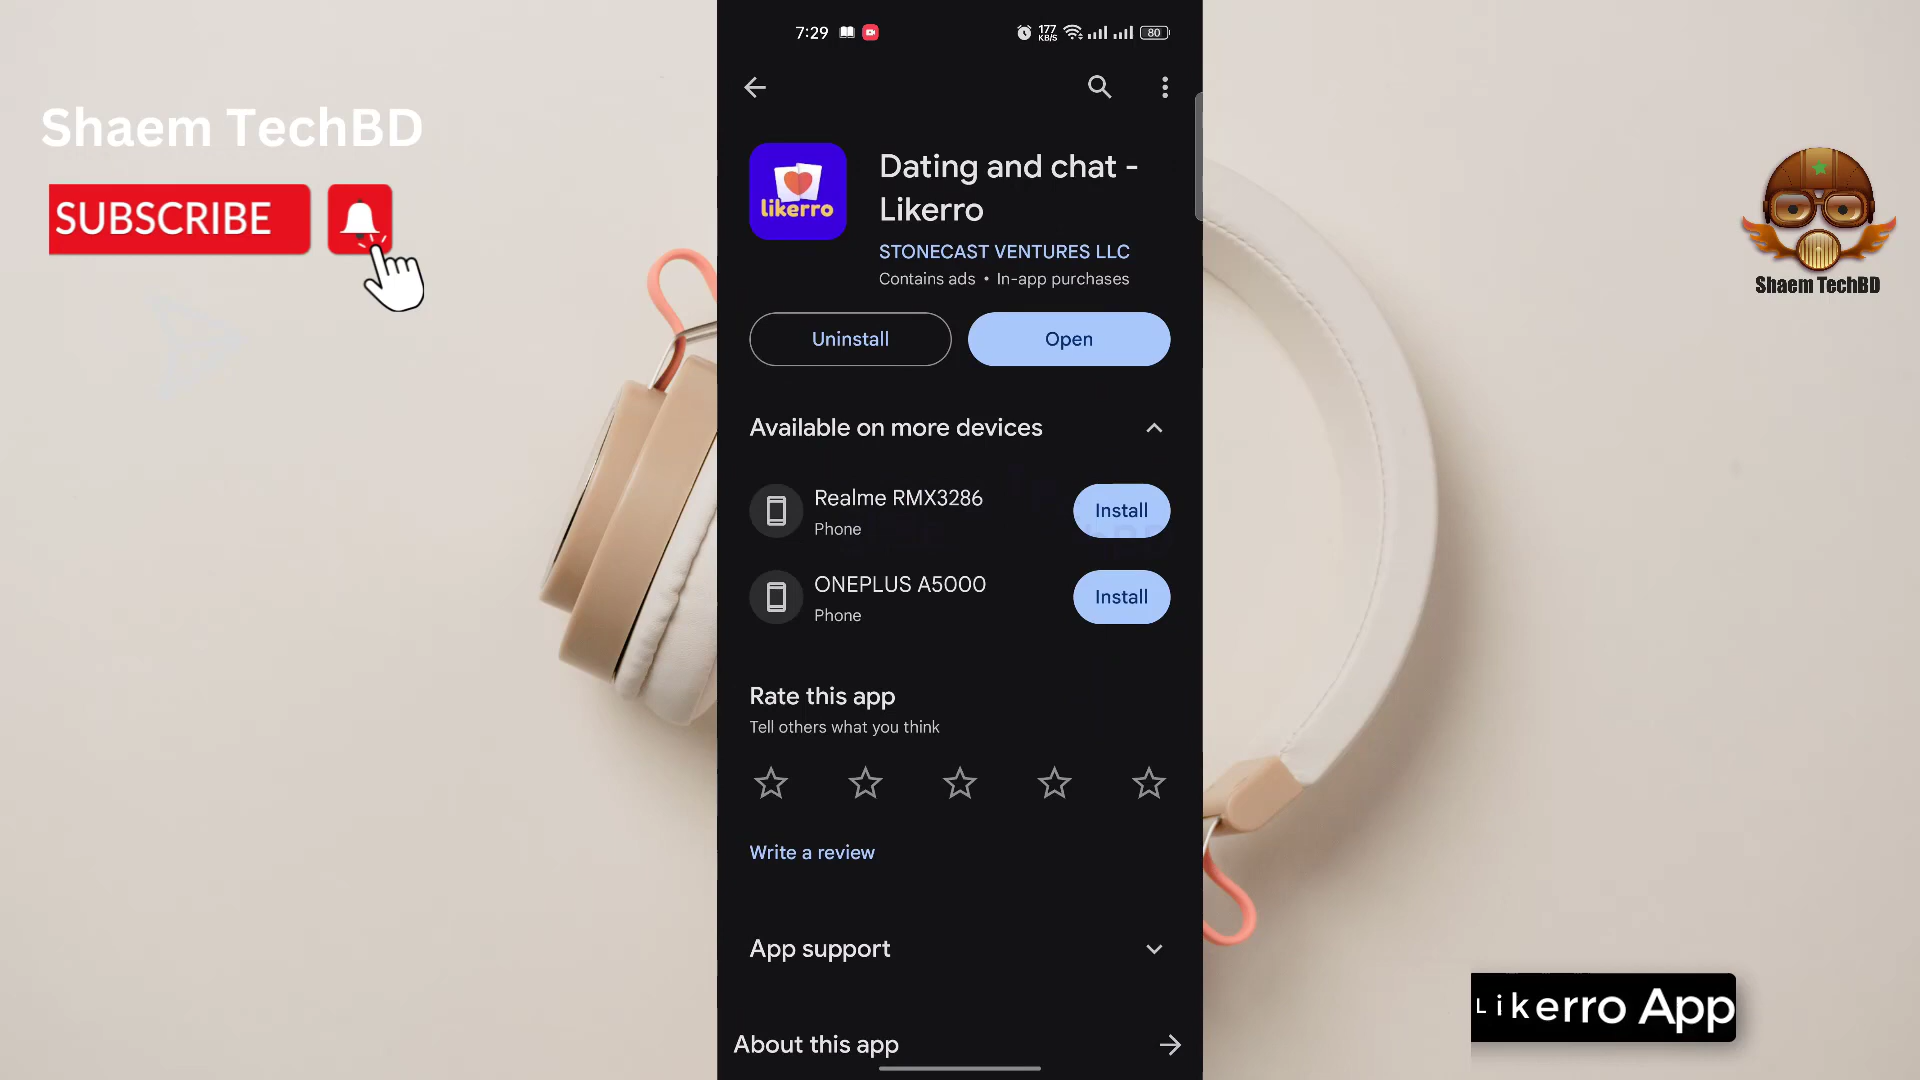 Shaem TechBD
SUBSCRIBE
7:29
177
KB/S
80
likerro
Dating and chat -
Likerro
STONECAST VENTURES LLC
Contains ads • In-app purchases
Uninstall
Open
Available on more devices
Realme RMX3286
Phone
Install
ONEPLUS A5000
Phone
Install
Rate this app
Tell others what you think
Write a review
App support
About this app
Shaem TechBD
Likerro App